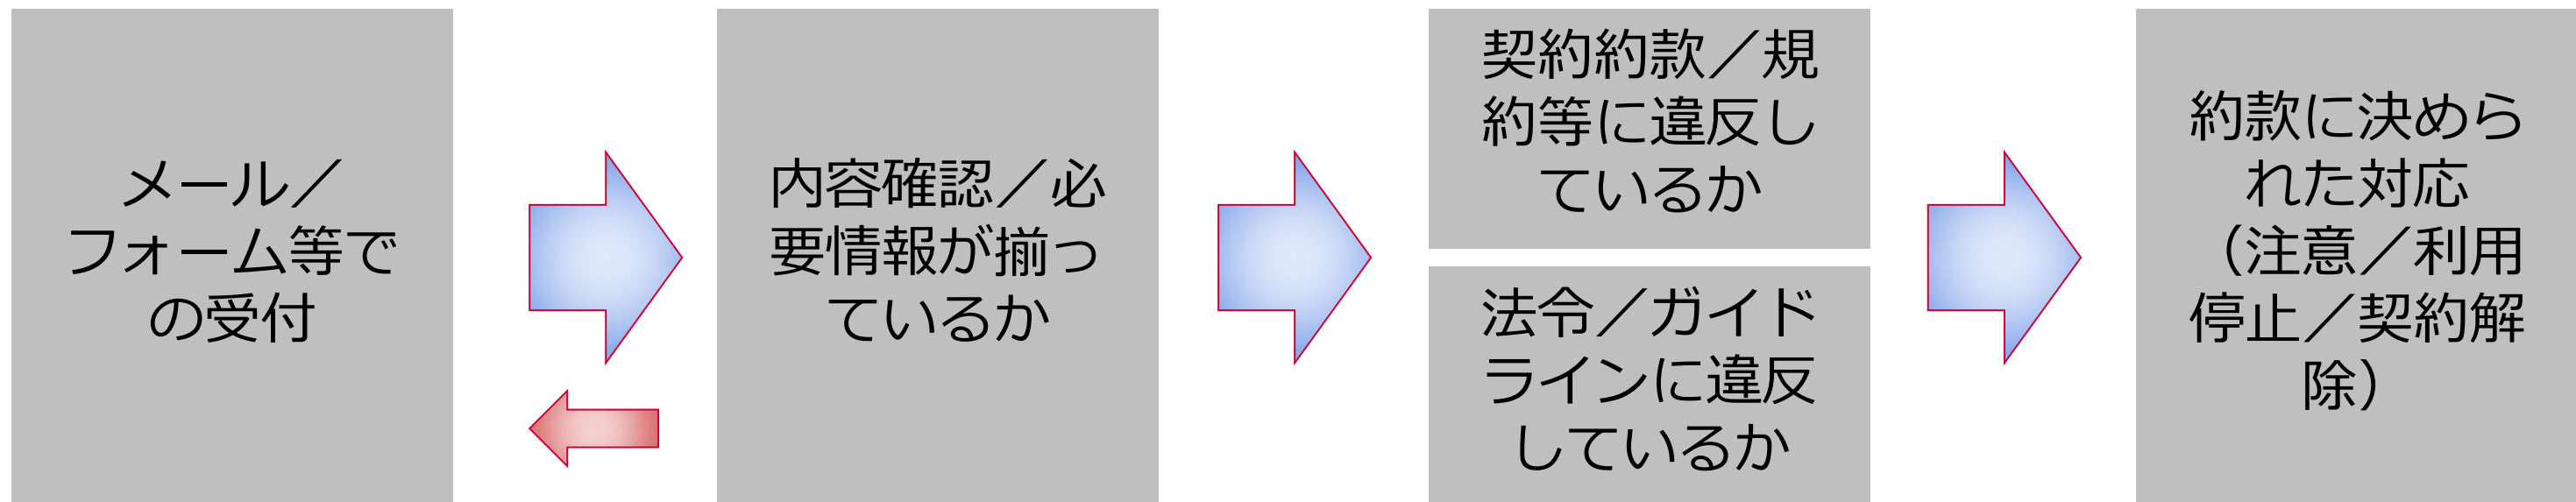 メール／
フォーム等で
の受付
内容確認／必
要情報が揃っ
ているか
契約約款／規
約等に違反し
ているか
法令／ガイド
ラインに違反
しているか
約款に決めら
れた対応
（注意／利用
停止／契約解
除）